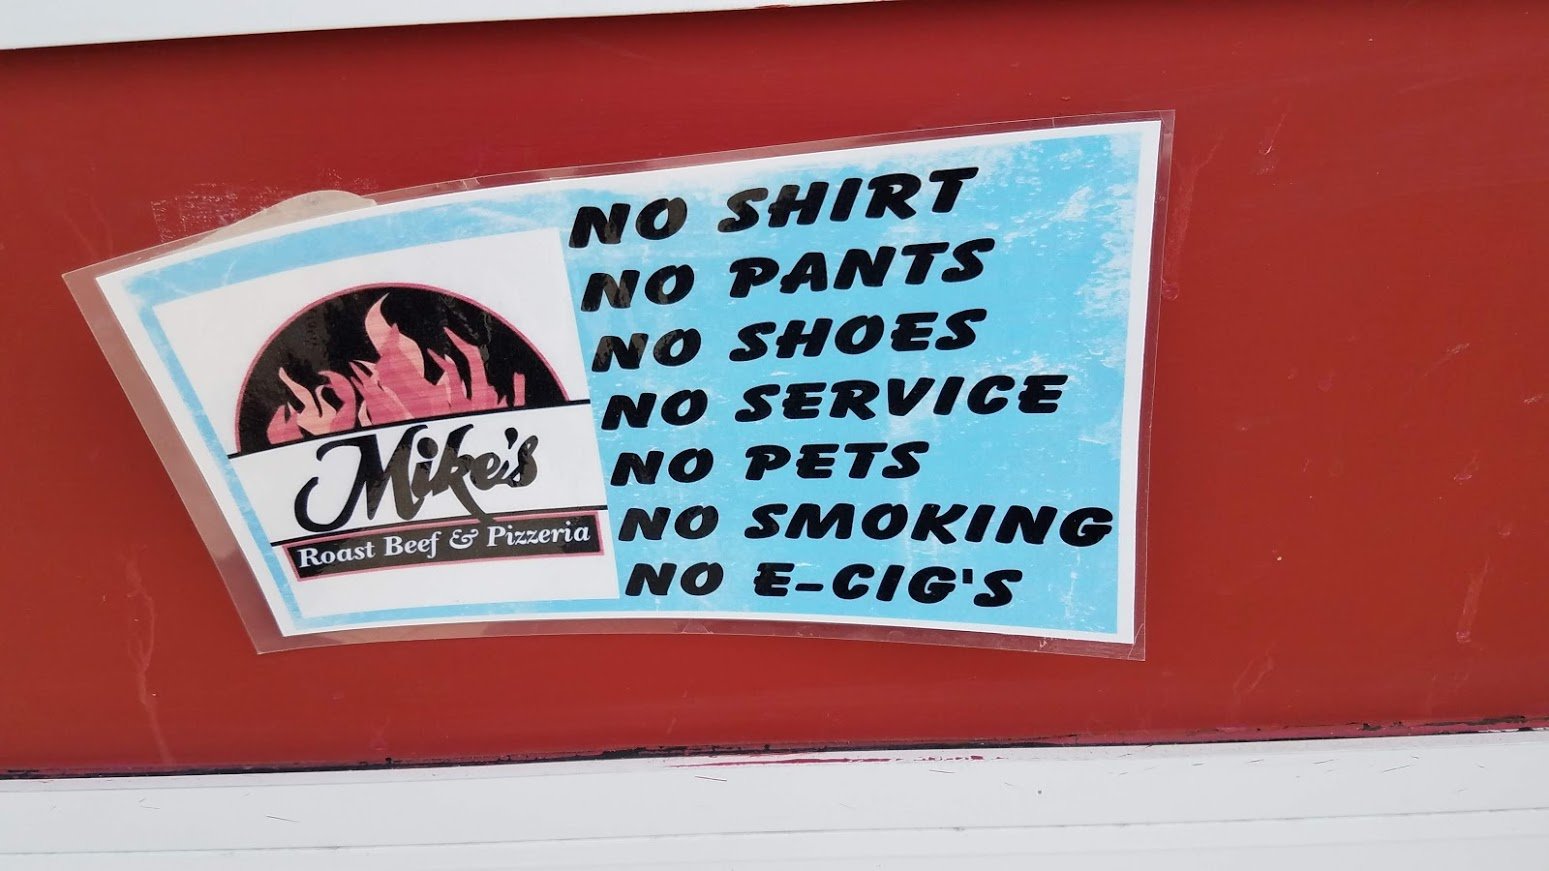 Mike's
Roast Beef & Pizzeria
NO SHIRT
NO PANTS
NO SHOES
NO SERVICE
NO PETS
NO SMOKING
NO E-CIG'S